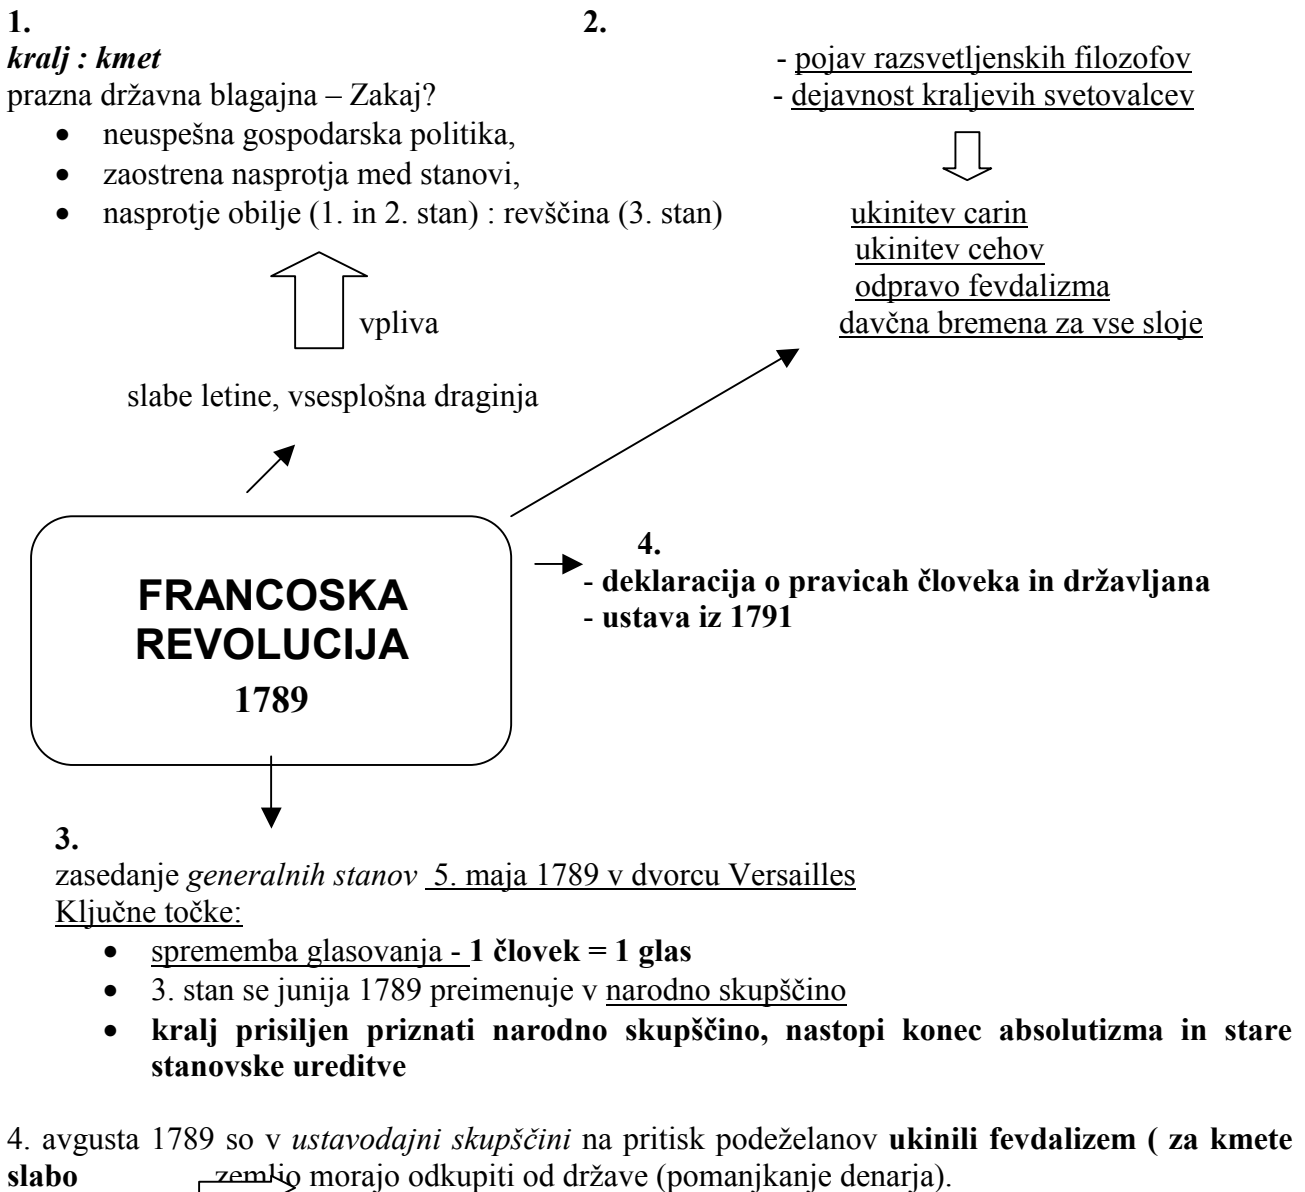 1.
kralj : kmet
prazna državna blagajna – Zakaj?
• neuspešna gospodarska politika,
• zaostrena nasprotja med stanovi,
• nasprotje obilje (1. in 2. stan) : revščina (3. stan)
vpliva
slabe letine, vsesplošna draginja
2.
- pojav razsvetljenskih filozofov
- dejavnost kraljevih svetovalcev
ukinitev carin
ukinitev cehov
odpravo fevdalizma
davčna bremena za vse sloje
FRANCOSKA
REVOLUCIJA
1789
4.
- deklaracija o pravicah človeka in državljana
- ustava iz 1791
3.
zasedanje generalnih stanov 5. maja 1789 v dvorcu Versailles
Ključne točke:
• sprememba glasovanja - 1 človek = 1 glas
• 3. stan se junija 1789 preimenuje v narodno skupščino
• kralj prisiljen priznati narodno skupščino, nastopi konec absolutizma in stare
stanovske ureditve
4. avgusta 1789 so v ustavodajni skupščini na pritisk podeželanov ukinili fevdalizem ( za kmete
slabo zemljo morajo odkupiti od države (pomanjkanje denarja).